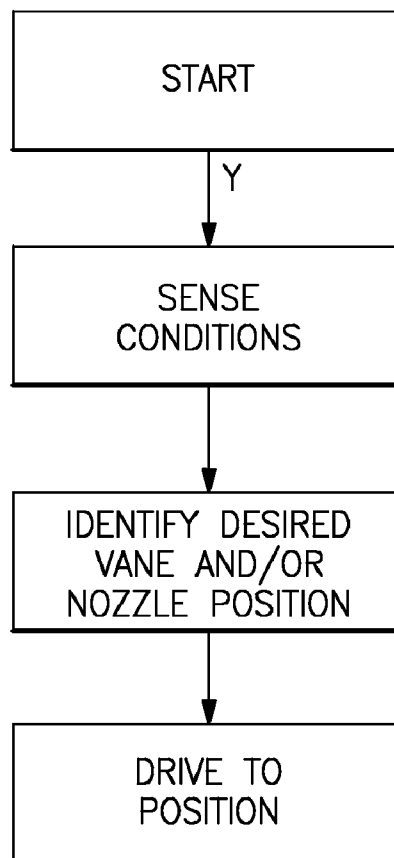 START
Y
SENSE
CONDITIONS
IDENTIFY DESIRED
VANE AND/OR
NOZZLE POSITION
DRIVE TO
POSITION